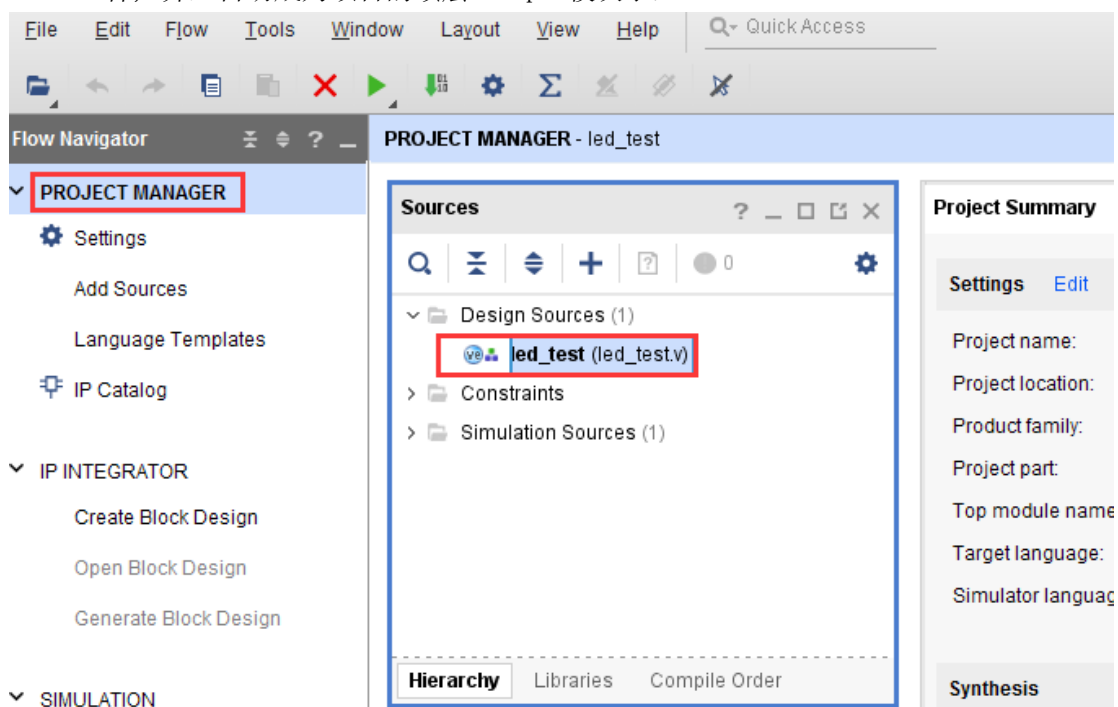 File Edit Flow Tools Window Layout View Help Quick Access
Flow Navigator
PROJECT MANAGER - led_test
PROJECT MANAGER
Settings
Add Sources
Language Templates
IP Catalog
IP INTEGRATOR
Create Block Design
Open Block Design
Generate Block Design
SIMULATION
Sources
0
Design Sources (1)
led_test (led_test.v)
Constraints
Simulation Sources (1)
Hierarchy Libraries Compile Order
Project Summary
Settings Edit
Project name:
Project location:
Product family:
Project part:
Top module name
Target language:
Simulator languag
Synthesis